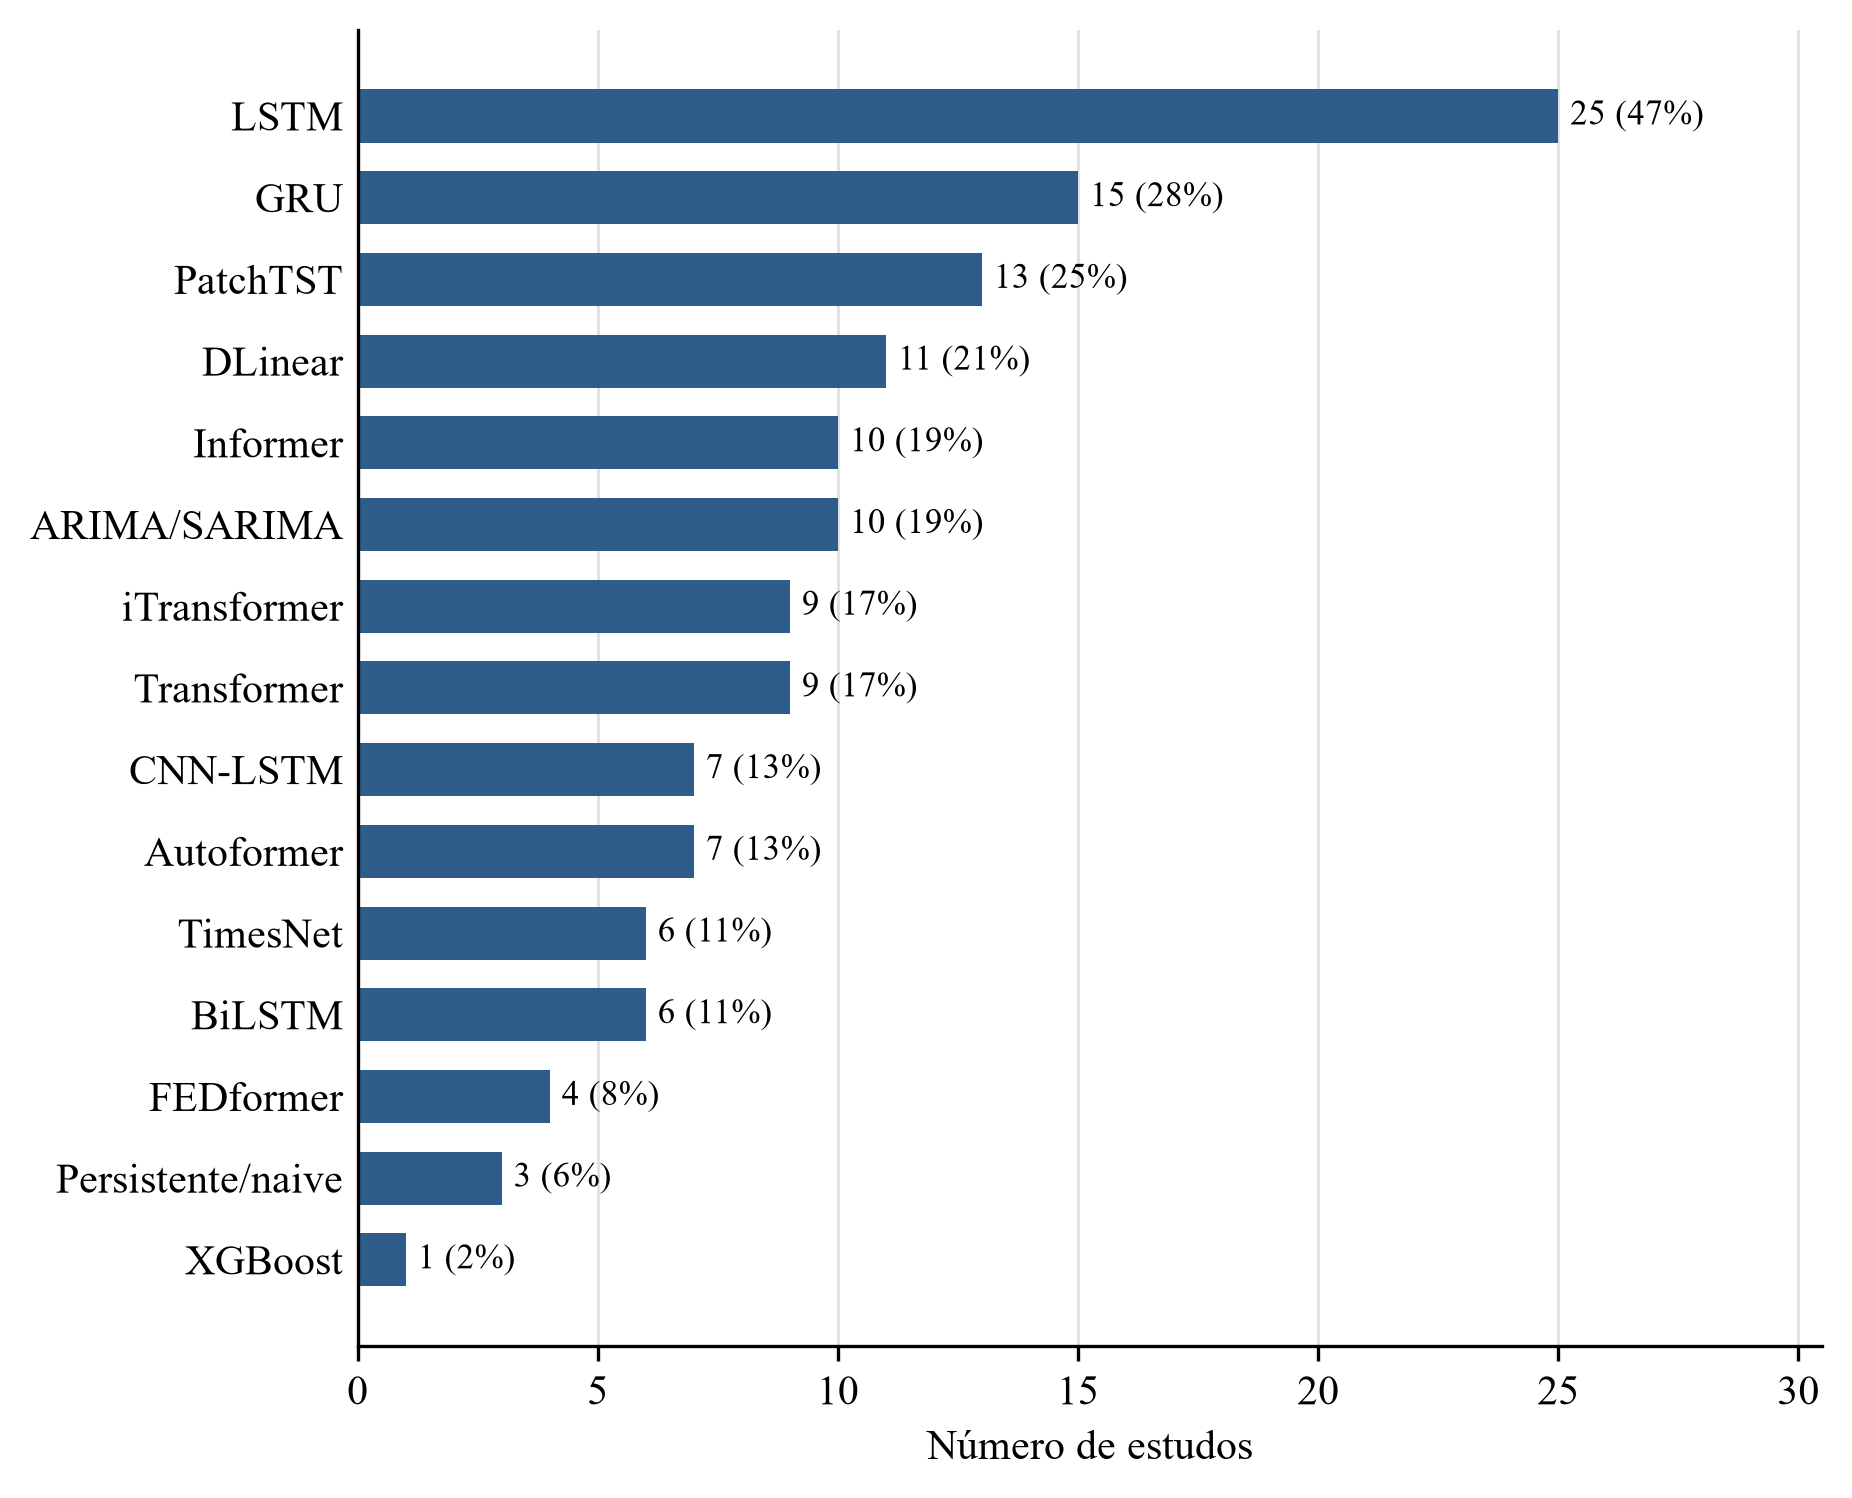 LSTM 25 (47%)
GRU 15 (28%)
PatchTST 13 (25%)
DLinear 11 (21%)
Informer 10 (19%)
ARIMA/SARIMA 10 (19%)
iTransformer 9 (17%)
Transformer 9 (17%)
CNN-LSTM 7 (13%)
Autoformer 7 (13%)
TimesNet 6 (11%)
BiLSTM 6 (11%)
FEDformer 4 (8%)
Persistente/naive 3 (6%)
XGBoost 1 (2%)
0 5 10 15 20 25 30
Número de estudos